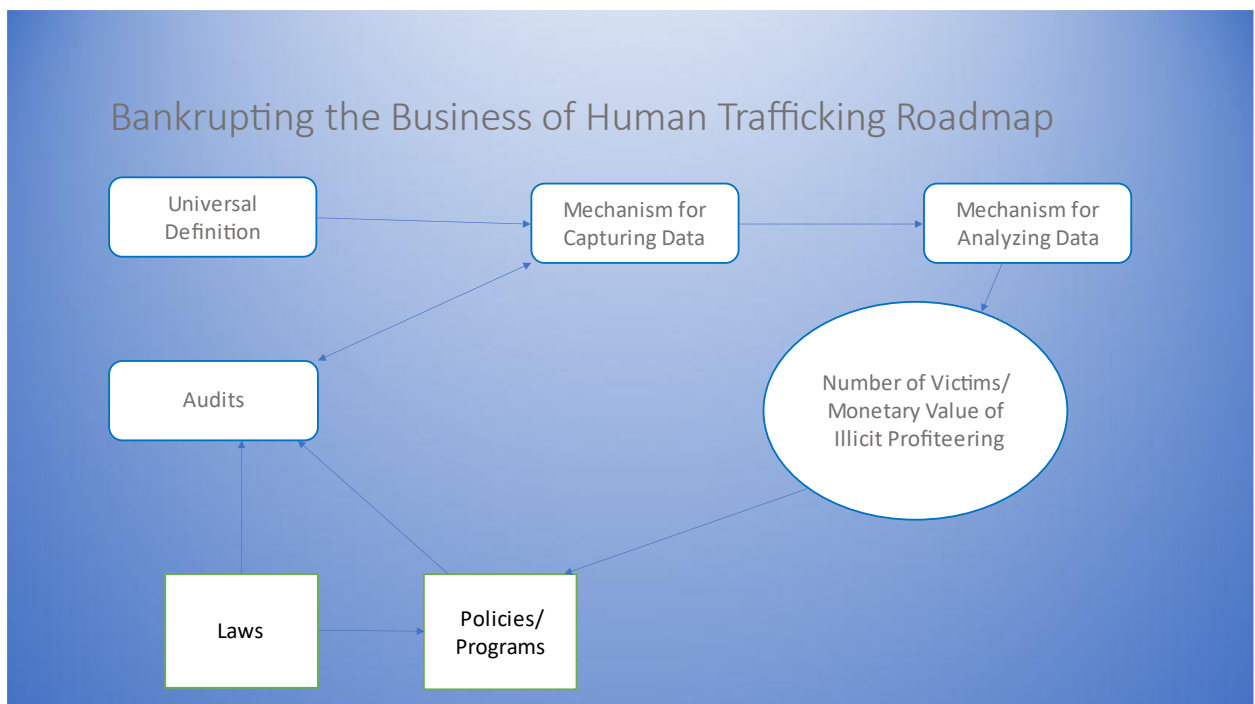 Bankrupting the Business of Human Trafficking Roadmap
Universal
Definition
Mechanism for
Capturing Data
Mechanism for
Analyzing Data
Audits
Number of Victims/
Monetary Value of
Illicit Profiteering
Laws
Policies/
Programs